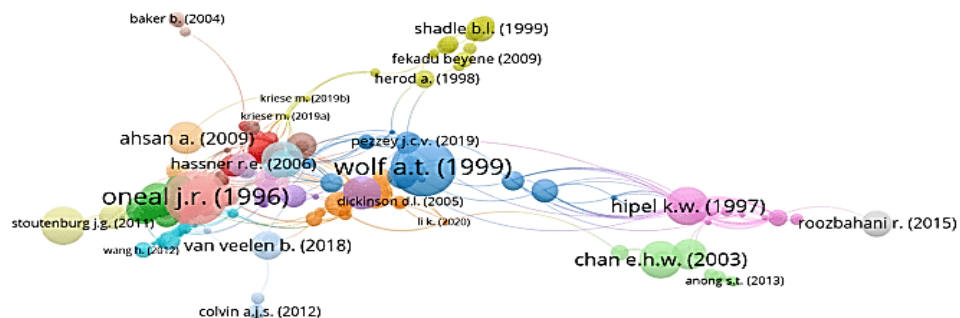 baker b. (2004)
shadle b.l. (1999)
fekadu beyene (2009)
herod a. (1998)
kriese m. (2019b)
kriese m. (2019a)
ahsan a. (2009)
pezzey j.c.v. (2019)
hassner r.e. (2006)
wolf a.t. (1999)
oneal j.r. (1996)
dickinson d.l. (2005)
hipel k.w. (1997)
stoutenburg j.g. (2011)
li k. (2020)
roozbahani r. (2015)
wang h. (2012)
van veelen b. (2018)
chan e.h.w. (2003)
anong s.t. (2013)
colvin a.j.s. (2012)